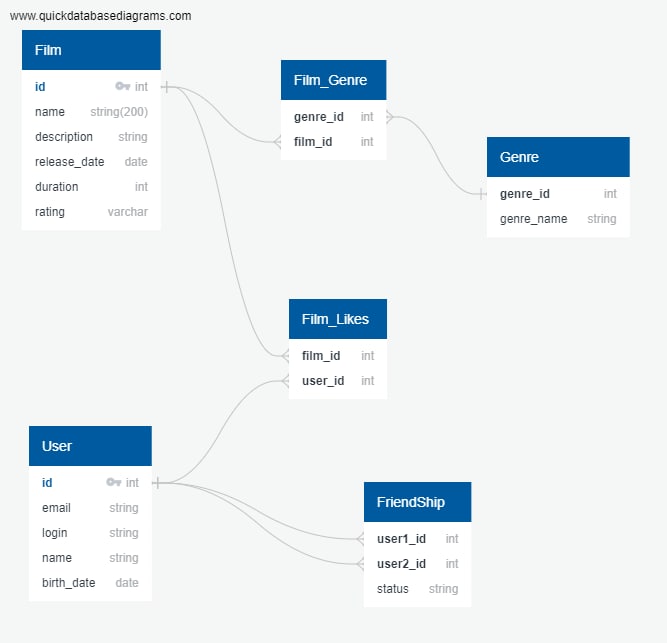 www.quickdatabasediagrams.com
Film
id int
name string(200)
description string
release_date date
duration int
rating varchar
Film_Genre
genre_id int
film_id int
Genre
genre_id int
genre_name string
Film_Likes
film_id int
user_id int
User
id int
email string
login string
name string
birth_date date
FriendShip
user1_id int
user2_id int
status string